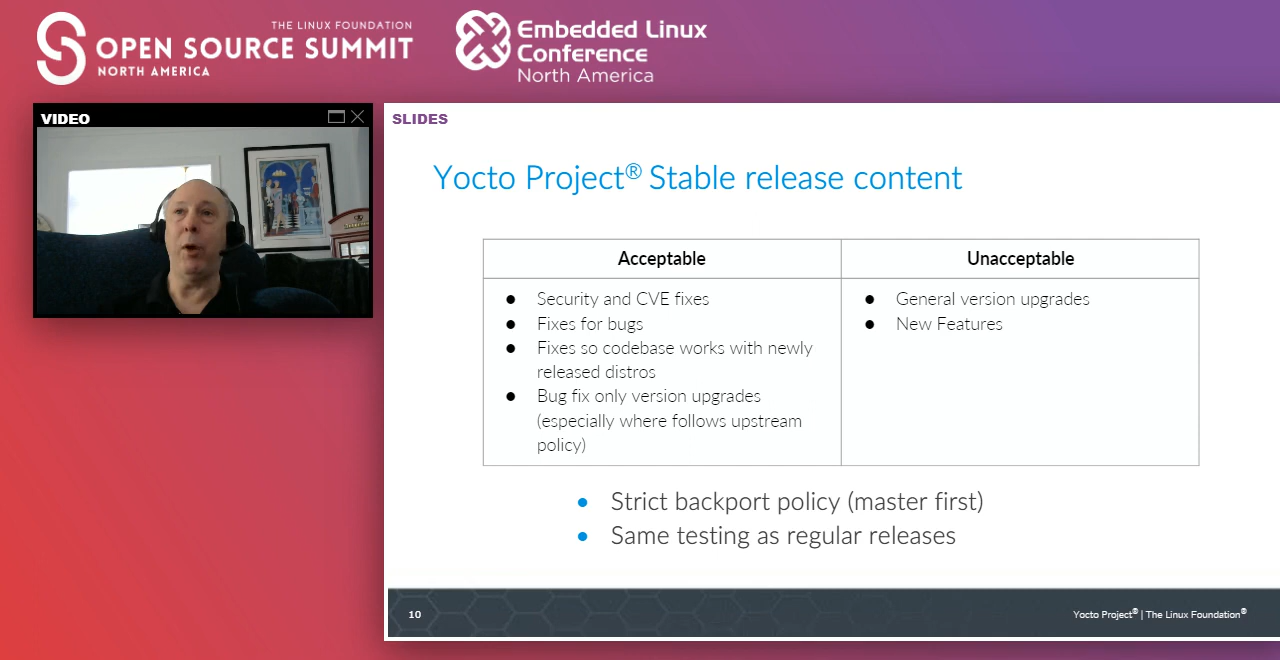 THE LINUX FOUNDATION
OPEN SOURCE SUMMIT
NORTH AMERICA
Embedded Linux
Conference
North America
VIDEO
SLIDES
Yocto Project® Stable release content
Acceptable
● Security and CVE fixes
● Fixes for bugs
● Fixes so codebase works with newly
released distros
● Bug fix only version upgrades
(especially where follows upstream
policy)
Unacceptable
● General version upgrades
● New Features
• Strict backport policy (master first)
• Same testing as regular releases
10
Yocto Project® | The Linux Foundation®